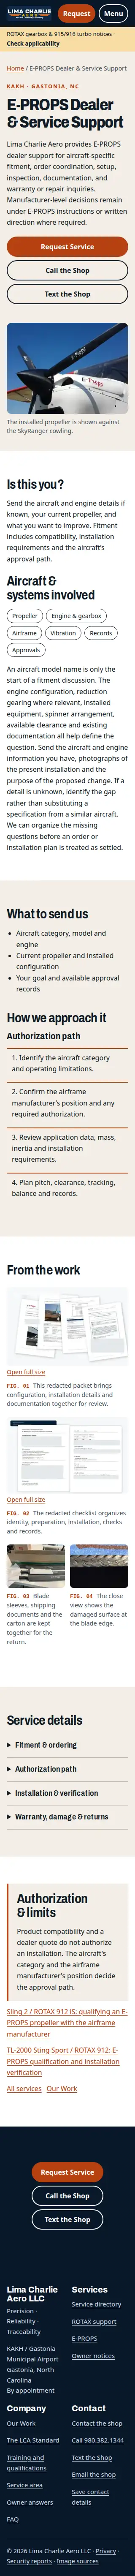 LIMA CHARLIE
Request
Menu
ROTAX gearbox & 915/916 turbo notices ·
Check applicability
Home / E-PROPS Dealer & Service Support
KAKH · GASTONIA, NC
E-PROPS Dealer
& Service Support
Lima Charlie Aero provides E-PROPS
dealer support for aircraft-specific
fitment, order coordination, setup,
inspection, documentation and
warranty or repair inquiries.
Manufacturer-level decisions remain
under E-PROPS instructions or written
direction where required.
Request Service
Call the Shop
Text the Shop
The installed propeller is shown against
the SkyRanger cowling.
Is this you?
Send the aircraft and engine details if
known, your current propeller, and
what you want to improve. Fitment
includes compatibility, installation
requirements and the aircraft's
approval path.
Aircraft &
systems involved
Propeller
Engine & gearbox
Airframe
Vibration
Records
Approvals
An aircraft model name is only the
start of a fitment discussion. The
engine configuration, reduction
gearing where relevant, installed
equipment, spinner arrangement,
available clearance and existing
documentation all help define the
question. Send the aircraft and engine
information you have, photographs of
the present installation and the
purpose of the proposed change. If a
detail is unknown, identify that gap
rather than substituting a
specification from a similar aircraft.
We can organize the missing
questions before an order or
installation plan is treated as settled.
What to send us
Aircraft category, model and
engine
Current propeller and installed
configuration
Your goal and available approval
records
How we approach it
Authorization path
1. Identify the aircraft category
and operating limitations.
2. Confirm the airframe
manufacturer's position and any
required authorization.
3. Review application data, mass,
inertia and installation
requirements.
4. Plan pitch, clearance, tracking,
balance and records.
From the work
Open full size
FIG. 01 This redacted packet brings
configuration, installation details and
documentation together for review.
Open full size
FIG. 02 The redacted checklist organizes
identity, preparation, installation, checks
and records.
FIG. 03 Blade
sleeves, shipping
documents and the
carton are kept
together for the
return.
FIG. 04 The close
view shows the
damaged surface at
the blade edge.
Service details
Fitment & ordering
Authorization path
Installation & verification
Warranty, damage & returns
Authorization
& limits
Product compatibility and a
dealer quote do not authorize
an installation. The aircraft's
category and the airframe
manufacturer's position decide
the approval path.
Sling 2 / ROTAX 912 iS: qualifying an E-
PROPS propeller with the airframe
manufacturer
TL-2000 Sting Sport / ROTAX 912: E-
PROPS qualification and installation
verification
All services Our Work
Request Service
Call the Shop
Text the Shop
Lima Charlie
Aero LLC
Precision ·
Reliability ·
Traceability
KAKH / Gastonia
Municipal Airport
Gastonia, North
Carolina
By appointment
Services
Service directory
ROTAX support
E-PROPS
Owner notices
Company
Our Work
The LCA Standard
Training and
qualifications
Service area
Owner answers
FAQ
Contact
Contact the shop
Call 980.382.1344
Text the Shop
Email the shop
Save contact
details
© 2026 Lima Charlie Aero LLC · Privacy ·
Security reports · Image sources